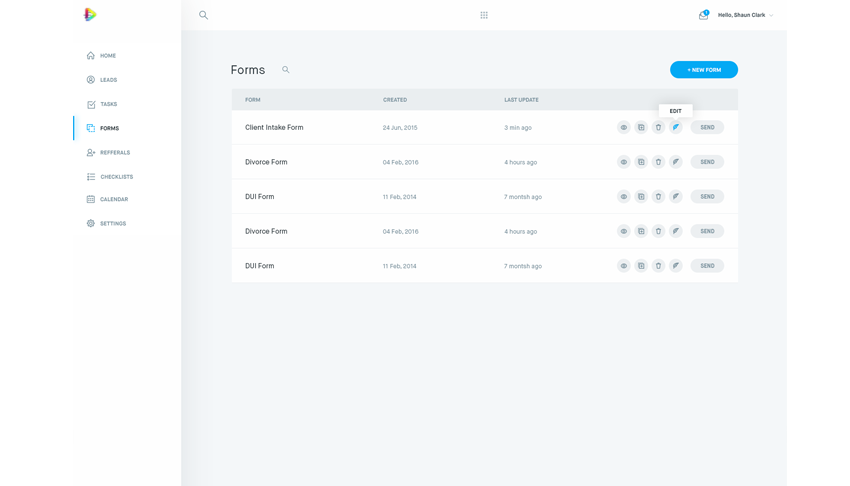 Hello, Shaun Clark
HOME
LEADS
TASKS
FORMS
REFFERALS
CHECKLISTS
CALENDAR
SETTINGS
Forms
+ NEW FORM
FORM CREATED LAST UPDATE
EDIT
Client Intake Form 24 Jun, 2015 3 min ago SEND
Divorce Form 04 Feb, 2016 4 hours ago SEND
DUI Form 11 Feb, 2014 7 montsh ago SEND
Divorce Form 04 Feb, 2016 4 hours ago SEND
DUI Form 11 Feb, 2014 7 montsh ago SEND